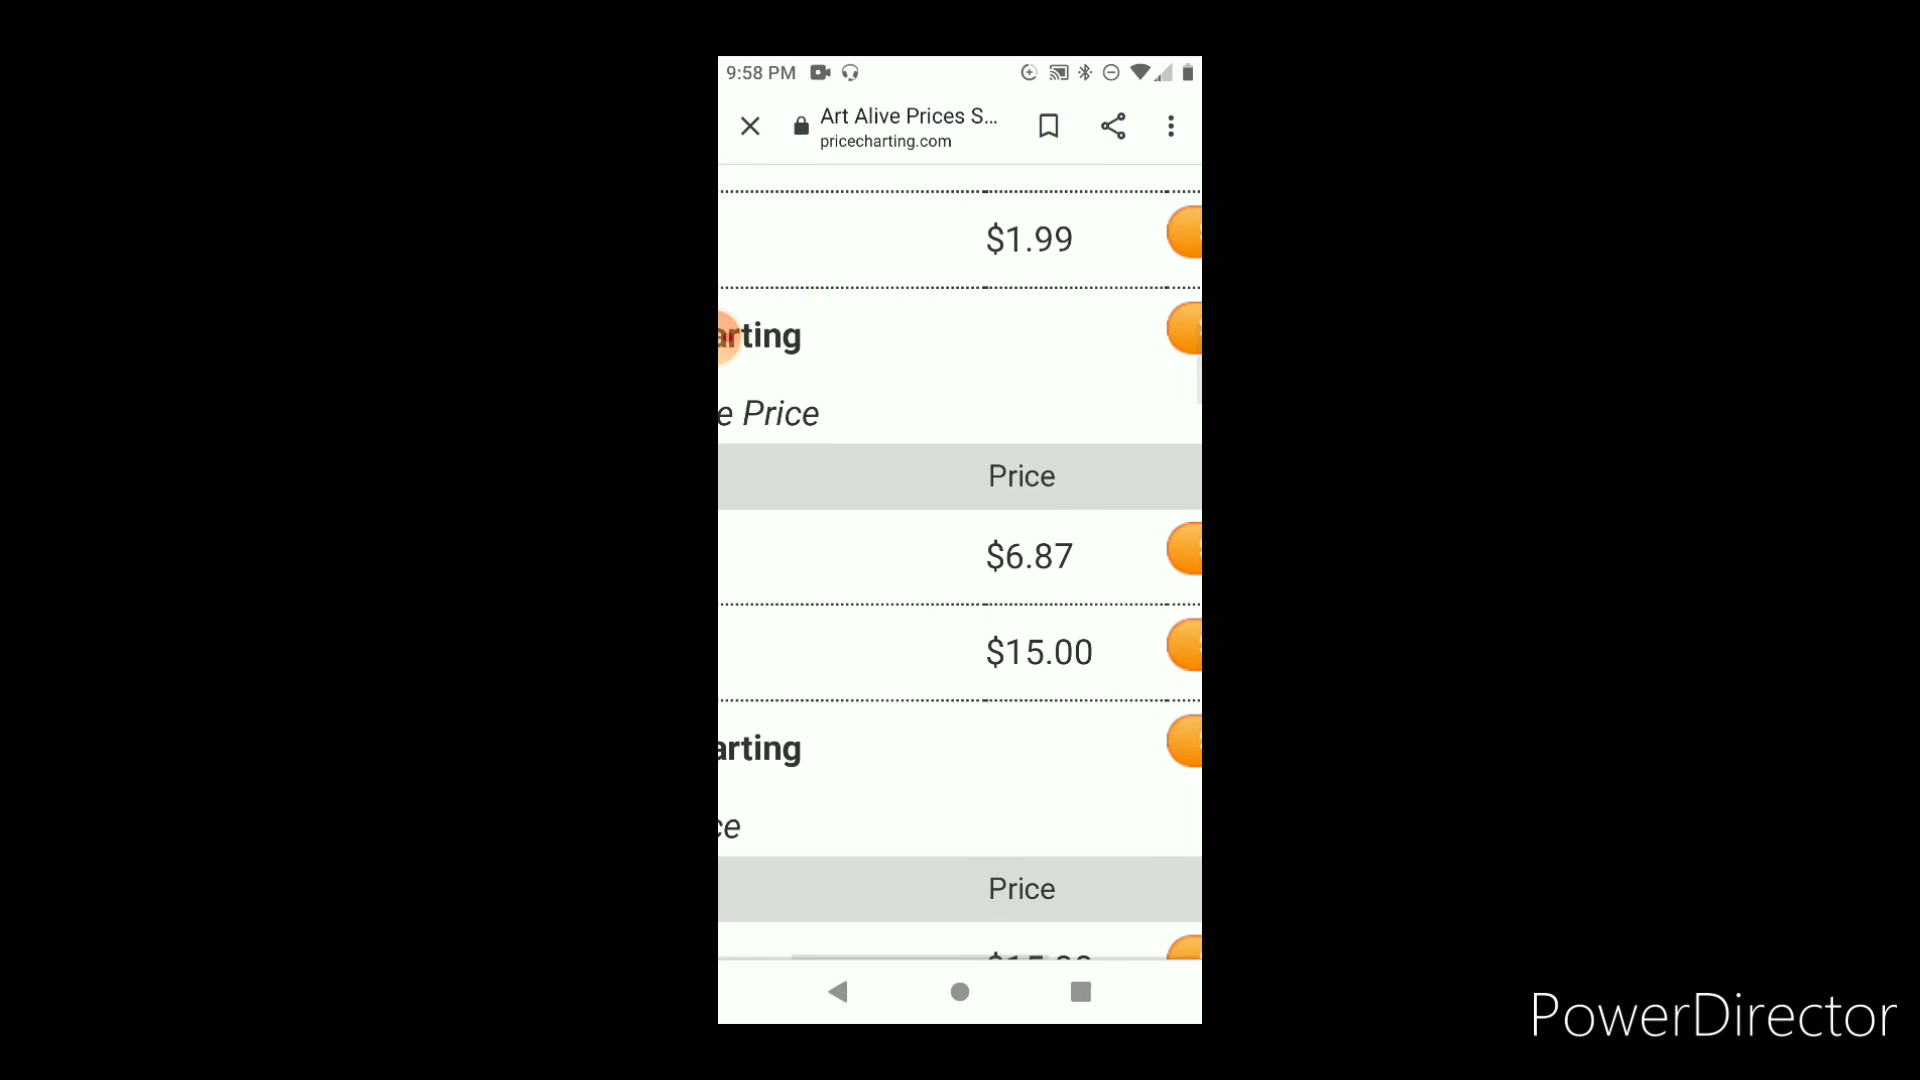 9:58 PM
Art Alive Prices S...
pricecharting.com
$1.99
arting
e Price
Price
$6.87
$15.00
arting
ce
Price
PowerDirector